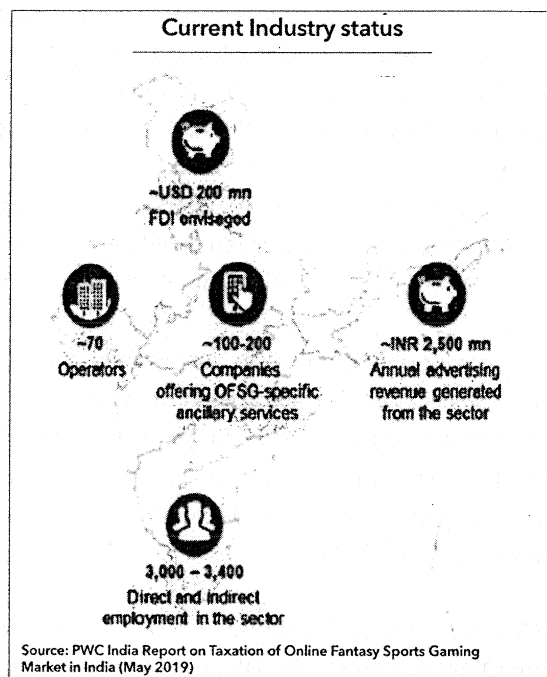 Current Industry status
~USD 200 mn
FDI envisaged
~70
Operators
~100-200
Companies
offering OFSG-specific
ancillary services
~INR 2,500 mn
Annual advertising
revenue generated
from the sector
3,000 – 3,400
Direct and indirect
employment in the sector
Source: PWC India Report on Taxation of Online Fantasy Sports Gaming
Market in India (May 2019)